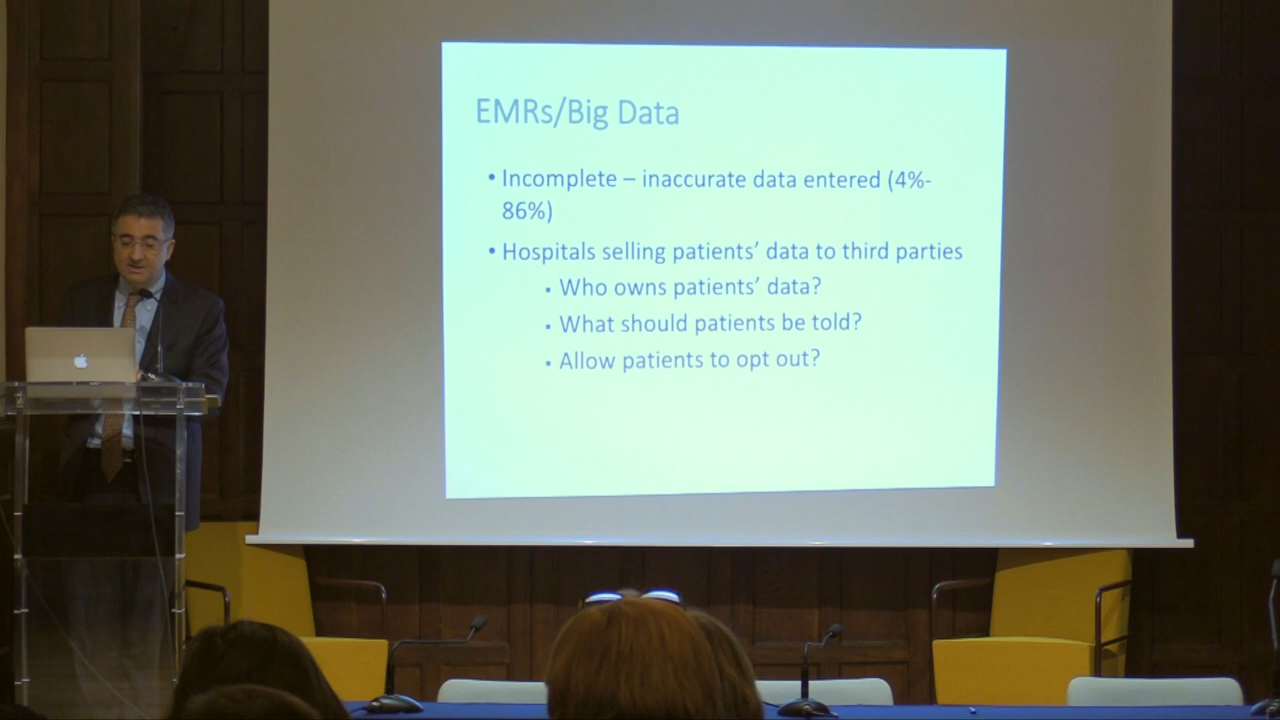 EMRs/Big Data
• Incomplete – inaccurate data entered (4%-
86%)
• Hospitals selling patients’ data to third parties
▪ Who owns patients’ data?
▪ What should patients be told?
▪ Allow patients to opt out?